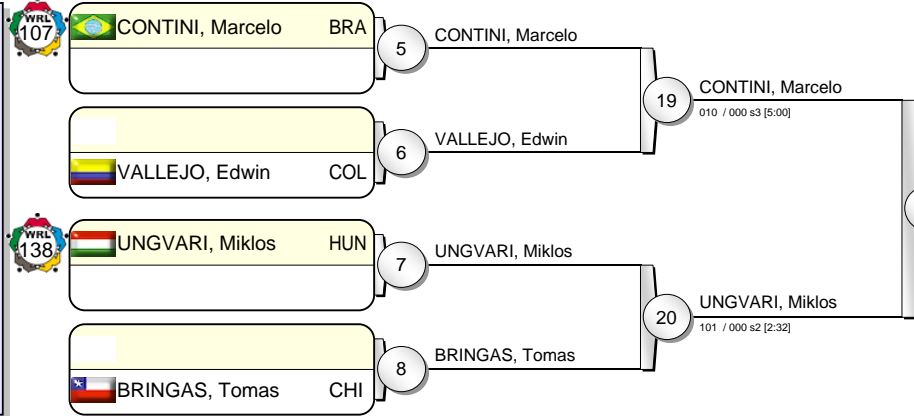 WRL
107
CONTINI, Marcelo BRA
5
CONTINI, Marcelo
19
CONTINI, Marcelo
010 / 000 s3 [5:00]
6
VALLEJO, Edwin
VALLEJO, Edwin COL
WRL
138
UNGVARI, Miklos HUN
7
UNGVARI, Miklos
20
UNGVARI, Miklos
101 / 000 s2 [2:32]
8
BRINGAS, Tomas
BRINGAS, Tomas CHI